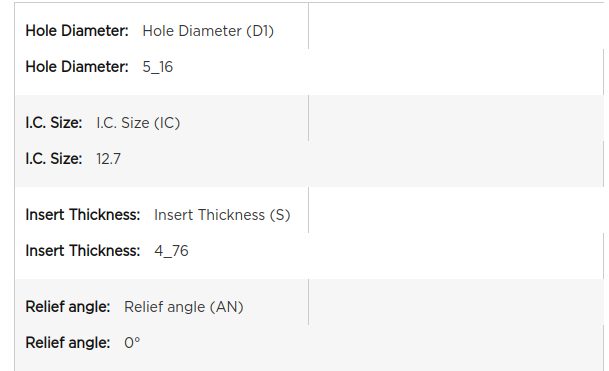 Hole Diameter: Hole Diameter (D1)
Hole Diameter: 5_16
I.C. Size: I.C. Size (IC)
I.C. Size: 12.7
Insert Thickness: Insert Thickness (S)
Insert Thickness: 4_76
Relief angle: Relief angle (AN)
Relief angle: 0°